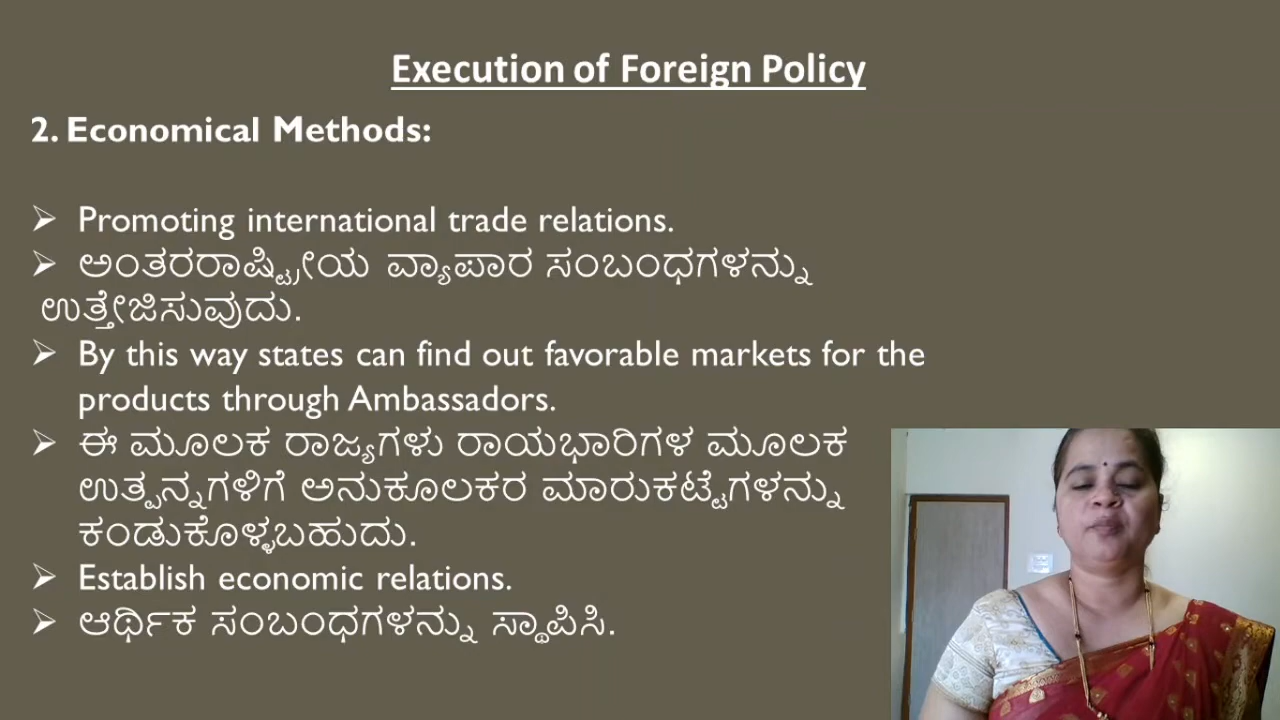 Execution of Foreign Policy
2. Economical Methods:
➢ Promoting international trade relations.
➢ ಅಂತರರಾಷ್ಟ್ರೀಯ ವ್ಯಾಪಾರ ಸಂಬಂಧಗಳನ್ನು
ಉತ್ತೇಜಿಸುವುದು.
➢ By this way states can find out favorable markets for the
products through Ambassadors.
➢ ಈ ಮೂಲಕ ರಾಜ್ಯಗಳು ರಾಯಭಾರಿಗಳ ಮೂಲಕ
ಉತ್ಪನ್ನಗಳಿಗೆ ಅನುಕೂಲಕರ ಮಾರುಕಟ್ಟೆಗಳನ್ನು
ಕಂಡುಕೊಳ್ಳಬಹುದು.
➢ Establish economic relations.
➢ ಆರ್ಥಿಕ ಸಂಬಂಧಗಳನ್ನು ಸ್ಥಾಪಿಸಿ.